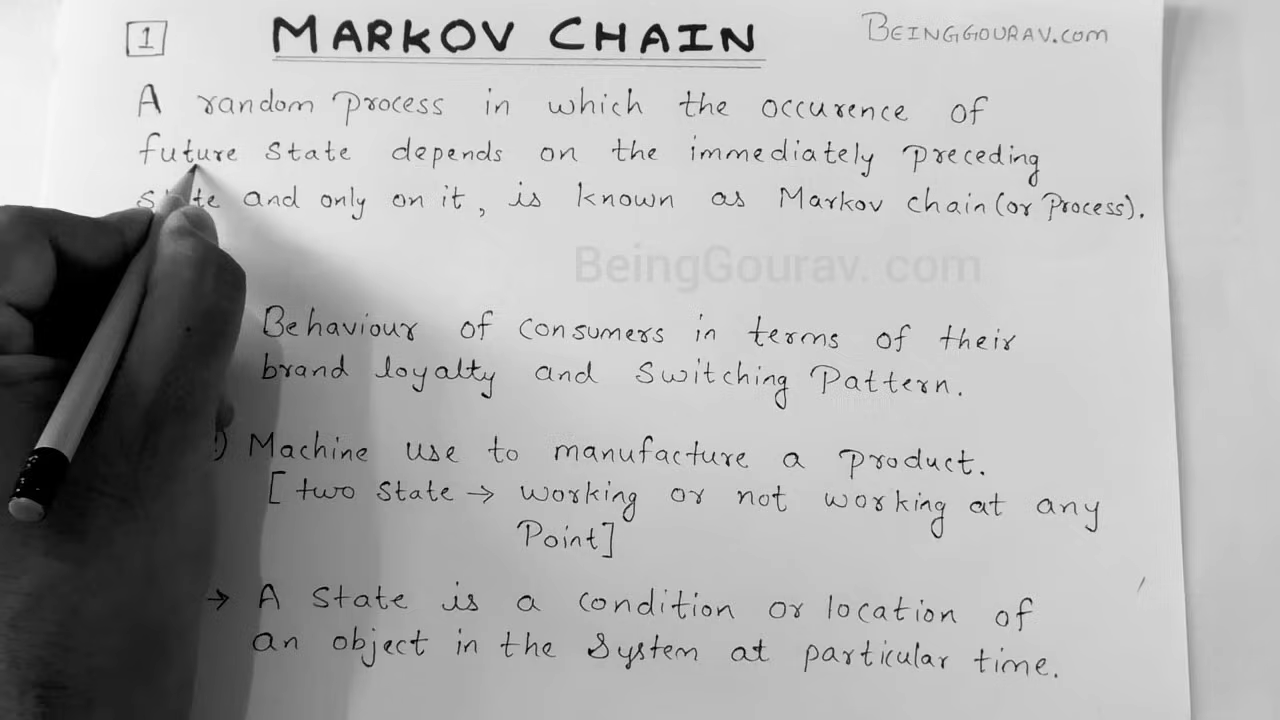 1 MARKOV CHAIN BEINGGOURAV.com
A random process in which the occurence of
future state depends on the immediately preceding
state and only on it, is known as Markov chain (or Process).
BeingGourav. com
Behaviour of consumers in terms of their
brand loyalty and switching Pattern.
) Machine use to manufacture a product.
[two state → working or not working at any
Point]
→ A state is a condition or location of
an object in the system at particular time.